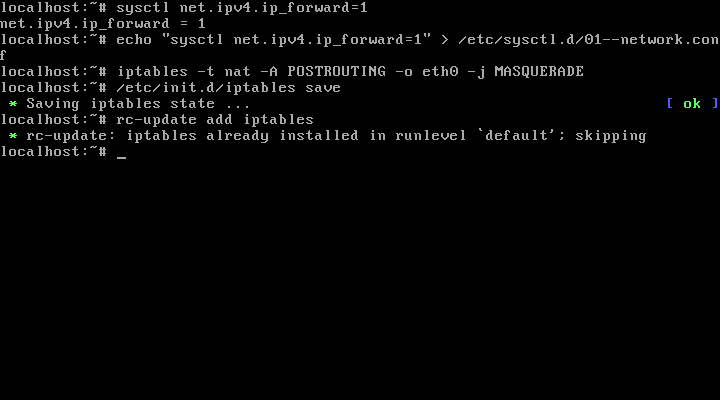 localhost:~# sysctl net.ipv4.ip_forward=1
net.ipv4.ip_forward = 1
localhost:~# echo "sysctl net.ipv4.ip_forward=1" > /etc/sysctl.d/01--network.con
f
localhost:~# iptables -t nat -A POSTROUTING -o eth0 -j MASQUERADE
localhost:~# /etc/init.d/iptables save
 * Saving iptables state ... [ ok ]
localhost:~# rc-update add iptables
 * rc-update: iptables already installed in runlevel `default'; skipping
localhost:~# _